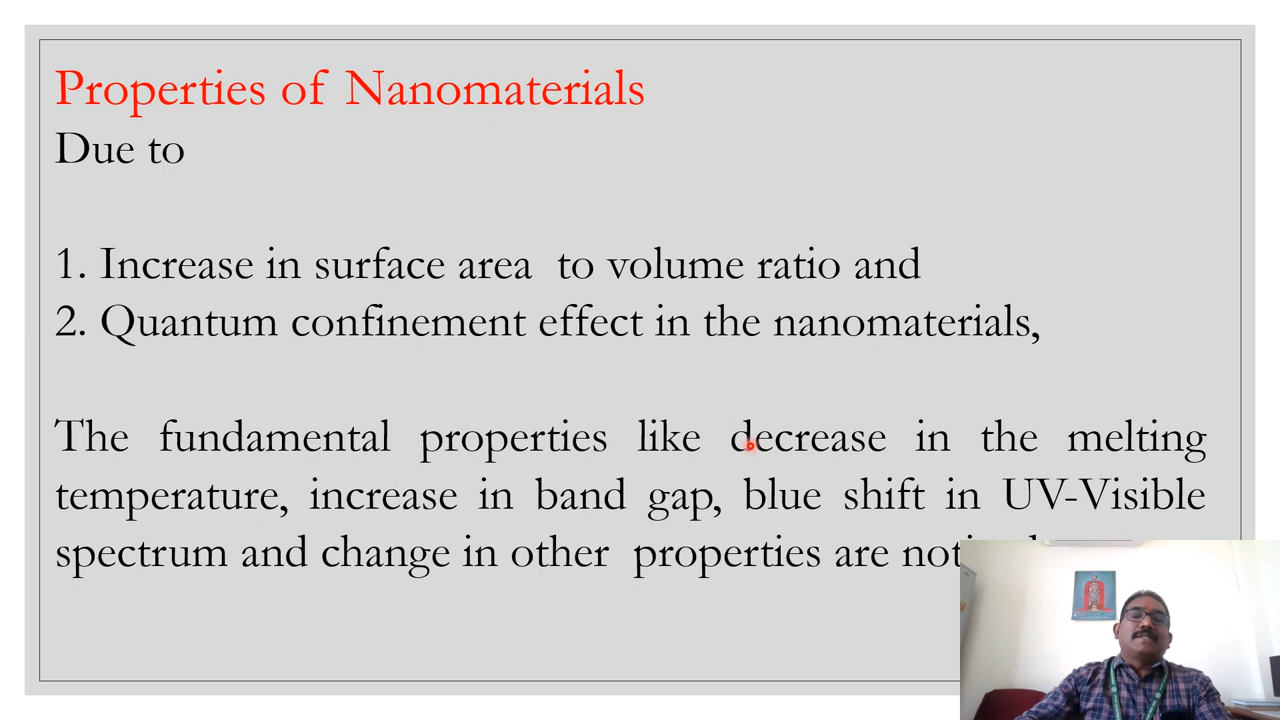 Properties of Nanomaterials
Due to
1. Increase in surface area to volume ratio and
2. Quantum confinement effect in the nanomaterials,
The fundamental properties like decrease in the melting
temperature, increase in band gap, blue shift in UV-Visible
spectrum and change in other properties are